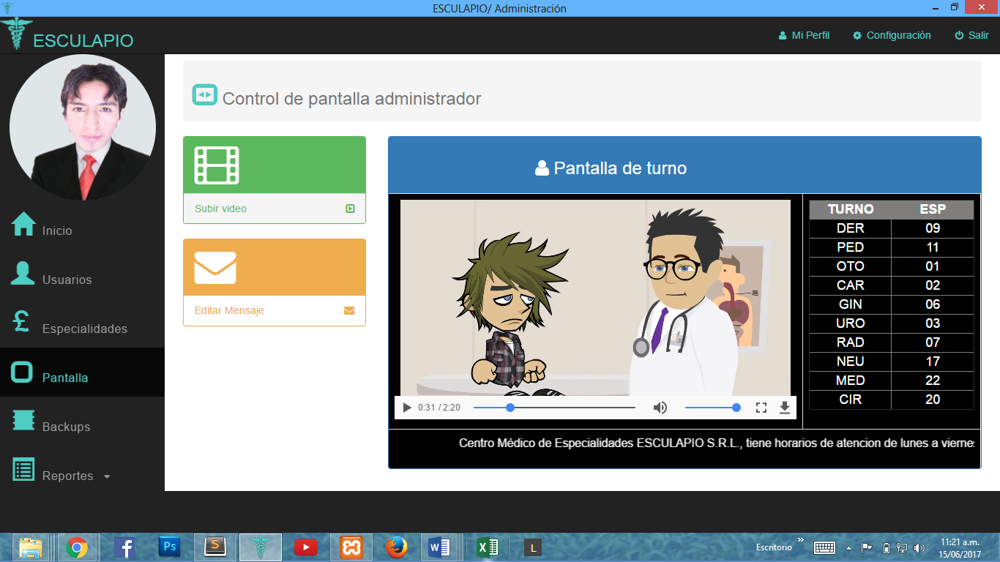 ESCULAPIO/ Administración
ESCULAPIO
Mi Perfil Configuración Salir
Control de pantalla administrador
Inicio
Usuarios
Especialidades
Pantalla
Backups
Reportes
Subir video
Editar Mensaje
Pantalla de turno
TURNO ESP
DER 09
PED 11
OTO 01
CAR 02
GIN 06
URO 03
RAD 07
NEU 17
MED 22
CIR 20
0:31 / 2:20
Centro Médico de Especialidades ESCULAPIO S.R.L., tiene horarios de atencion de lunes a viernes
Ps S W X L
Escritorio
11:21 a.m.
15/06/2017